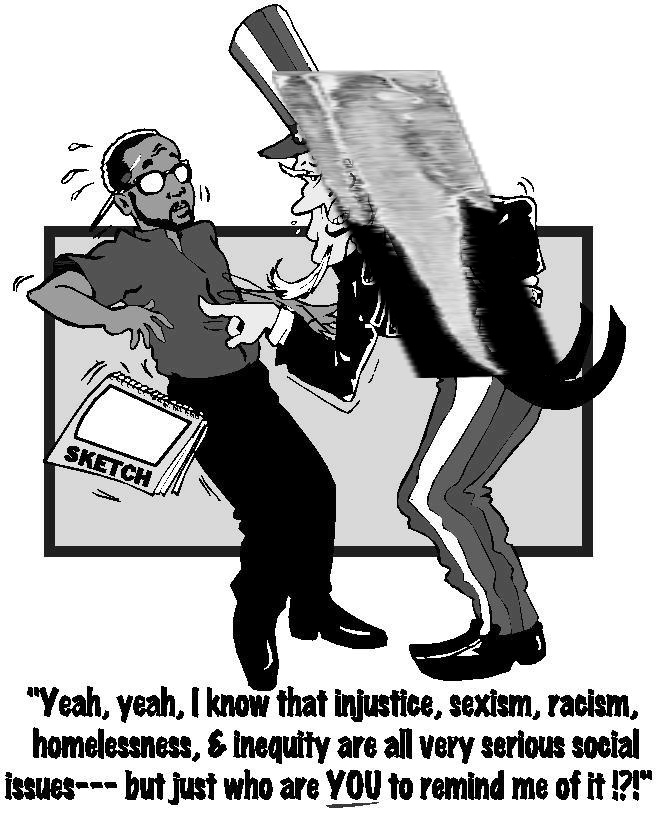 SKETCH
"Yeah, yeah, I know that injustice, sexism, racism,
homelessness, & inequity are all very serious social
issues--- but just who are YOU to remind me of it !?!"